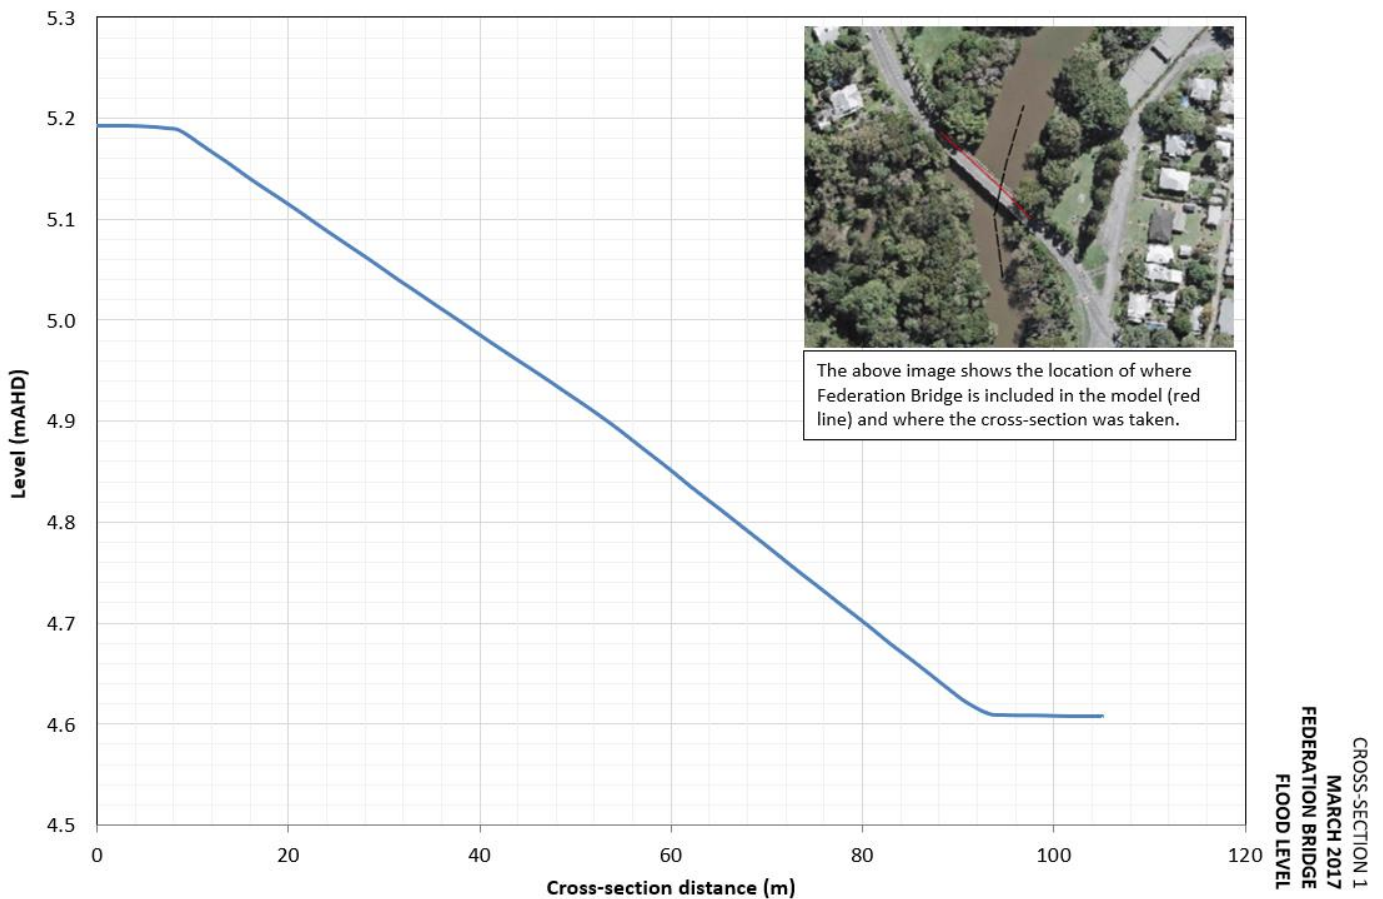 5.3
5.2
5.1
5.0
4.9
4.8
4.7
4.6
4.5
Level (mAHD)
0 20 40 60 80 100 120
Cross-section distance (m)
The above image shows the location of where
Federation Bridge is included in the model (red
line) and where the cross-section was taken.
CROSS-SECTION 1
MARCH 2017
FEDERATION BRIDGE
FLOOD LEVEL